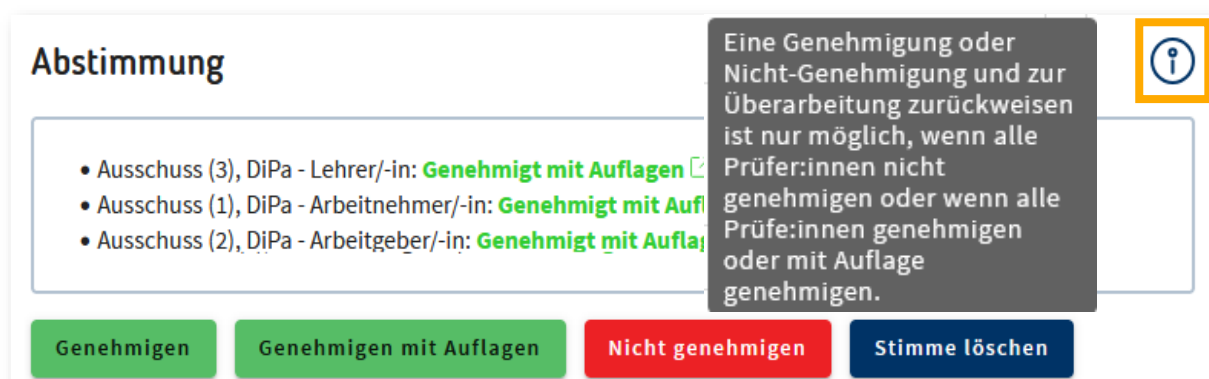 Abstimmung
Eine Genehmigung oder
Nicht-Genehmigung und zur
Überarbeitung zurückweisen
ist nur möglich, wenn alle
Prüfer:innen nicht
genehmigen oder wenn alle
Prüfe:innen genehmigen
oder mit Auflage
genehmigen.
• Ausschuss (3), DiPa - Lehrer/-in: Genehmigt mit Auflagen
• Ausschuss (1), DiPa - Arbeitnehmer/-in: Genehmigt mit Aufl
• Ausschuss (2), DiPa - Arbeitgeber/-in: Genehmigt mit Auflag
Genehmigen
Genehmigen mit Auflagen
Nicht genehmigen
Stimme löschen